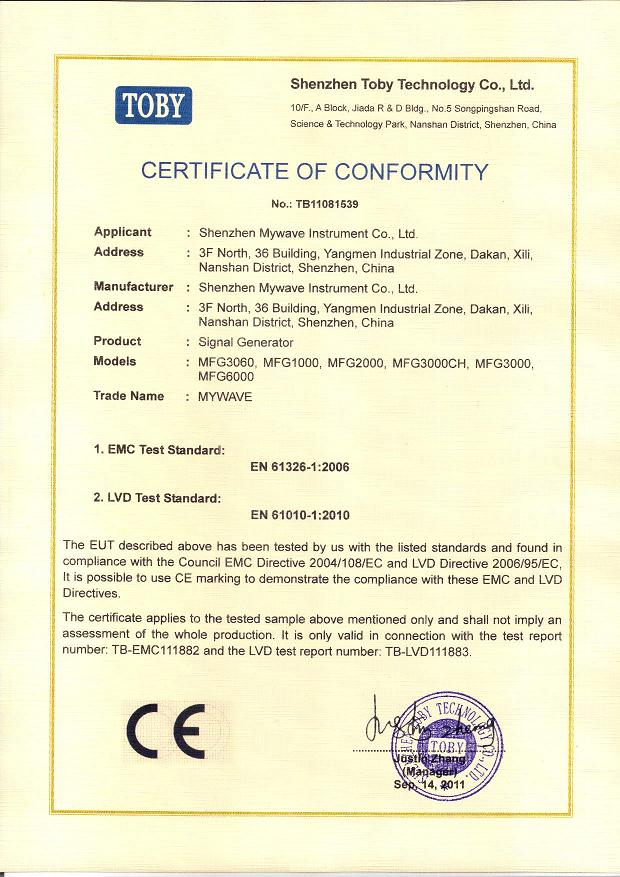 TOBY
Shenzhen Toby Technology Co., Ltd.
10/F., A Block, Jiada R & D Bldg., No.5 Songpingshan Road,
Science & Technology Park, Nanshan District, Shenzhen, China
CERTIFICATE OF CONFORMITY
No.: TB11081539
Applicant : Shenzhen Mywave Instrument Co., Ltd.
Address : 3F North, 36 Building, Yangmen Industrial Zone, Dakan, Xili,
Nanshan District, Shenzhen, China
Manufacturer : Shenzhen Mywave Instrument Co., Ltd.
Address : 3F North, 36 Building, Yangmen Industrial Zone, Dakan, Xili,
Nanshan District, Shenzhen, China
Product : Signal Generator
Models : MFG3060, MFG1000, MFG2000, MFG3000CH, MFG3000,
MFG6000
Trade Name : MYWAVE
1. EMC Test Standard:
EN 61326-1:2006
2. LVD Test Standard:
EN 61010-1:2010
The EUT described above has been tested by us with the listed standards and found in
compliance with the Council EMC Directive 2004/108/EC and LVD Directive 2006/95/EC,
It is possible to use CE marking to demonstrate the compliance with these EMC and LVD
Directives.
The certificate applies to the tested sample above mentioned only and shall not imply an
assessment of the whole production. It is only valid in connection with the test report
number: TB-EMC111882 and the LVD test report number: TB-LVD111883.
CE
TOBY TECHNOLOGY CO., LTD.
T.O.B.Y
Justin Zhang
(Manager)
Sep, 14, 2011